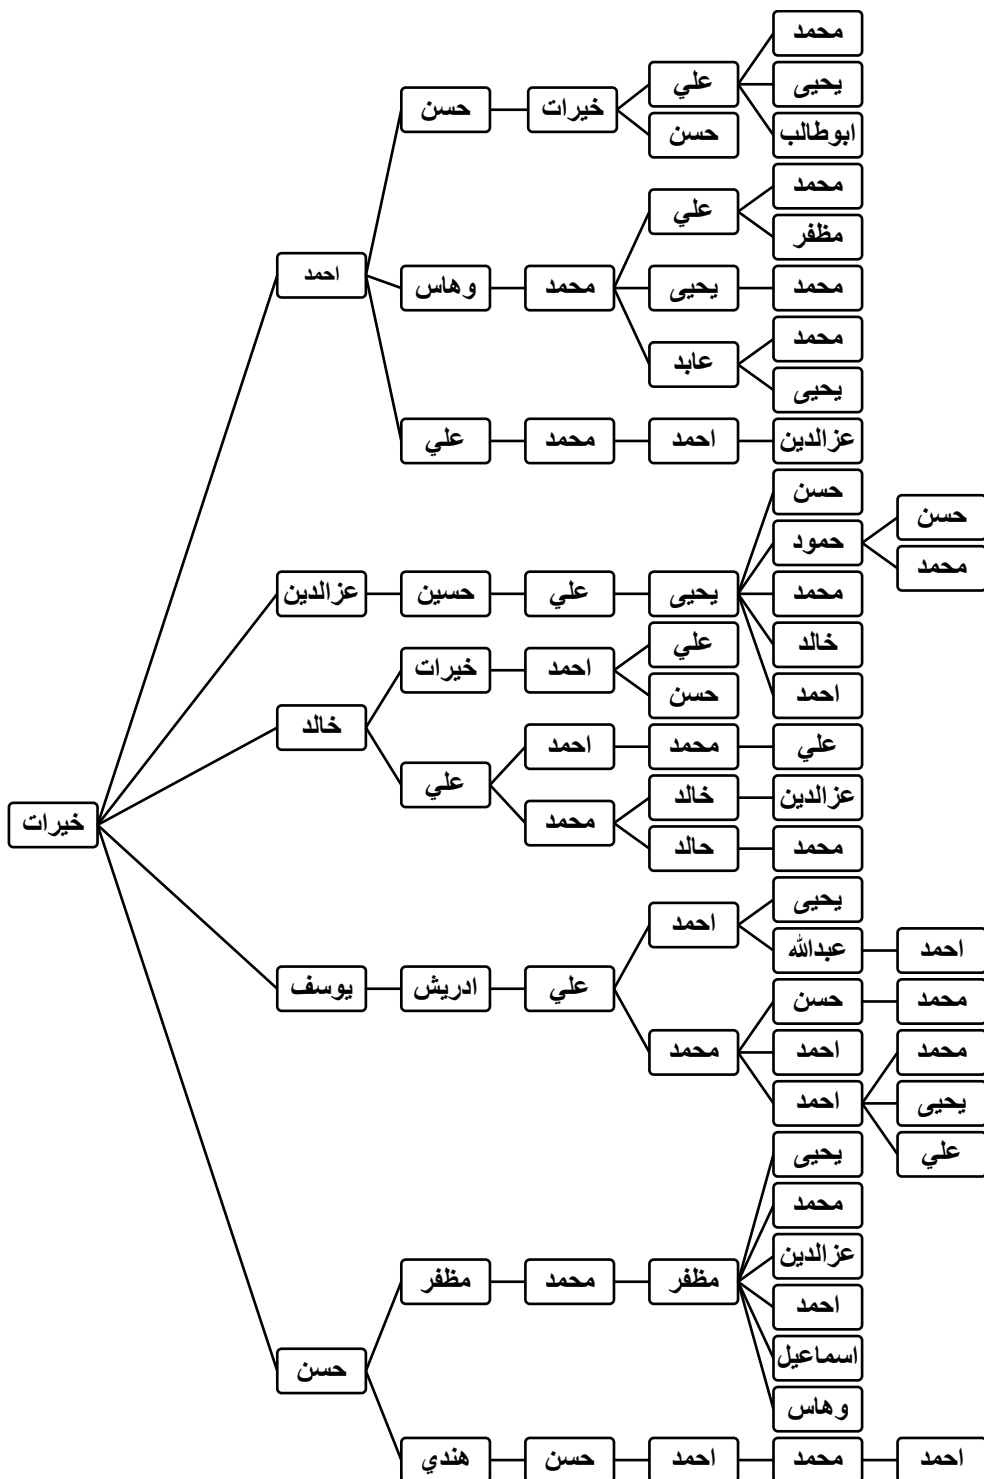 خيرات
احمد
حسن
خيرات
علي
محمد
يحيى
ابوطالب
حسن
وهاس
محمد
علي
محمد
مظفر
يحيى
محمد
عابد
محمد
يحيى
علي
محمد
احمد
عزالدين
عزالدين
حسين
علي
يحيى
حسن
حمود
حسن
محمد
محمد
خالد
احمد
خالد
خيرات
احمد
علي
حسن
علي
احمد
محمد
علي
محمد
خالد
عزالدين
حالد
محمد
يوسف
ادريش
علي
احمد
يحيى
عبدالله
احمد
محمد
حسن
محمد
احمد
احمد
محمد
يحيى
علي
حسن
مظفر
محمد
مظفر
يحيى
محمد
عزالدين
احمد
اسماعيل
وهاس
هندي
حسن
احمد
محمد
احمد